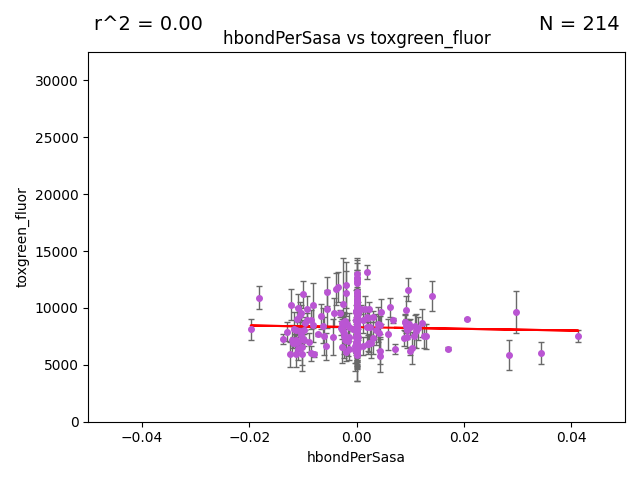 r^2 = 0.00
N = 214
hbondPerSasa vs toxgreen_fluor
30000
25000
20000
15000
10000
5000
0
toxgreen_fluor
−0.04
−0.02
0.00
0.02
0.04
hbondPerSasa